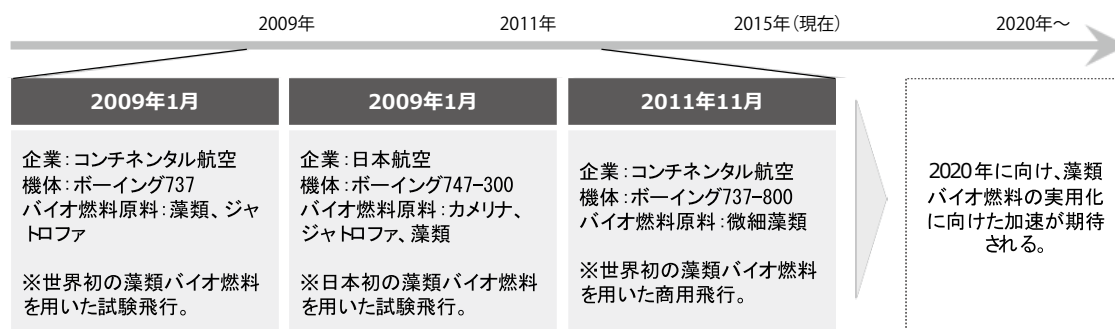 2009年
2011年
2015年(現在)
2020年~
2009年1月
企業:コンチネンタル航空
機体:ボーイング737
バイオ燃料原料:藻類、ジャ
トロファ
※世界初の藻類バイオ燃料
を用いた試験飛行。
2009年1月
企業:日本航空
機体:ボーイング747-300
バイオ燃料原料:カメリナ、
ジャトロファ、藻類
※日本初の藻類バイオ燃料
を用いた試験飛行。
2011年11月
企業:コンチネンタル航空
機体:ボーイング737-800
バイオ燃料原料:微細藻類
※世界初の藻類バイオ燃料
を用いた商用飛行。
2020年に向け、藻類
バイオ燃料の実用化
に向けた加速が期待
される。